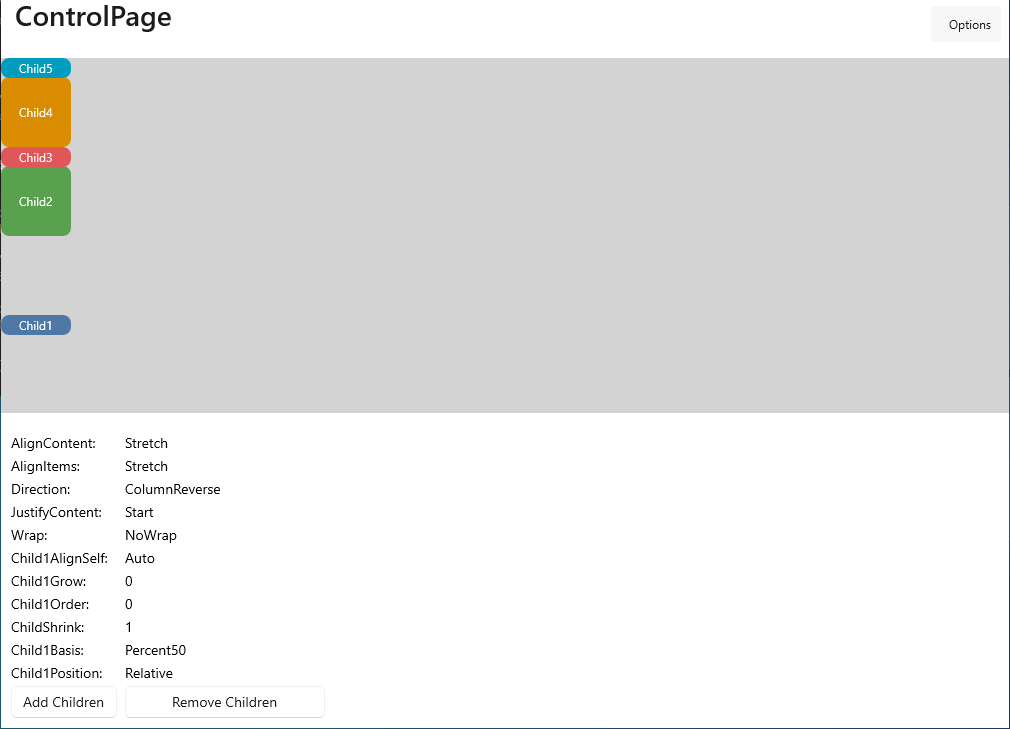 ControlPage
Options
Child5
Child4
Child3
Child2
Child1
AlignContent: Stretch
AlignItems: Stretch
Direction: ColumnReverse
JustifyContent: Start
Wrap: NoWrap
Child1AlignSelf: Auto
Child1Grow: 0
Child1Order: 0
ChildShrink: 1
Child1Basis: Percent50
Child1Position: Relative
Add Children Remove Children